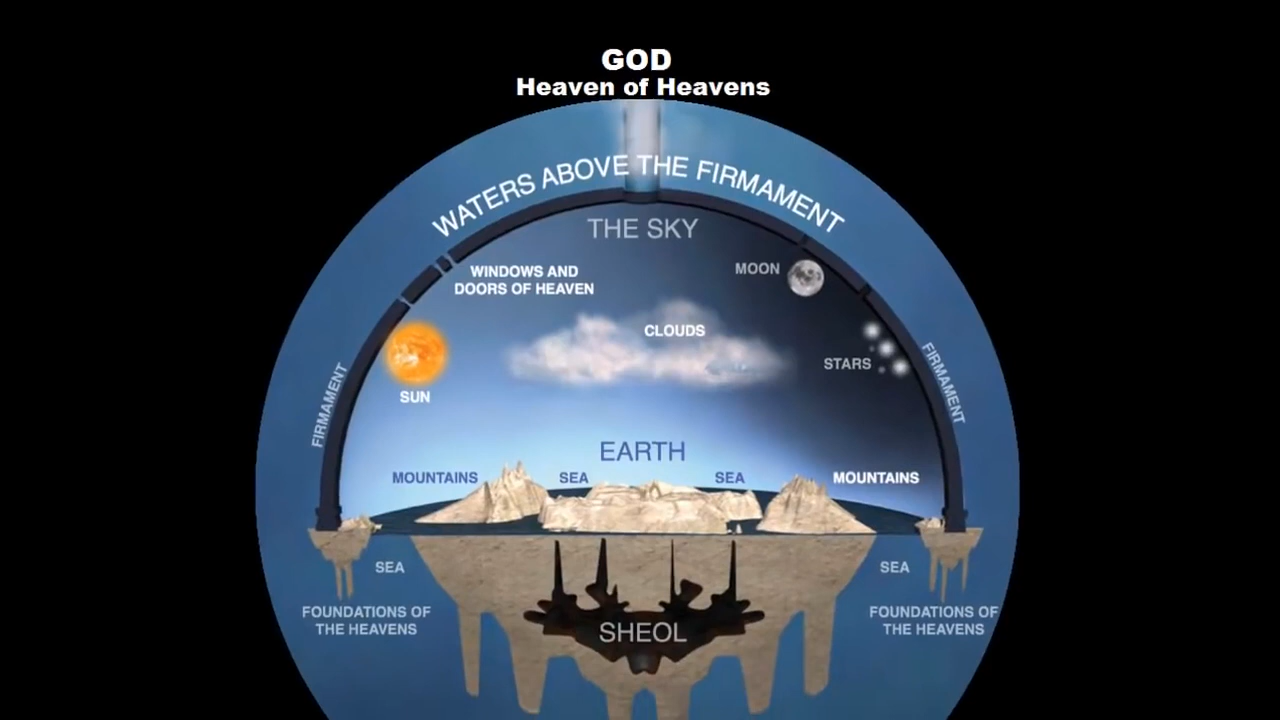 GOD
Heaven of Heavens
WATERS ABOVE THE FIRMAMENT
THE SKY
WINDOWS AND
DOORS OF HEAVEN
MOON
CLOUDS
STARS
SUN
FIRMAMENT
FIRMAMENT
EARTH
MOUNTAINS
SEA
SEA
MOUNTAINS
SEA
SEA
FOUNDATIONS OF
THE HEAVENS
FOUNDATIONS OF
THE HEAVENS
SHEOL